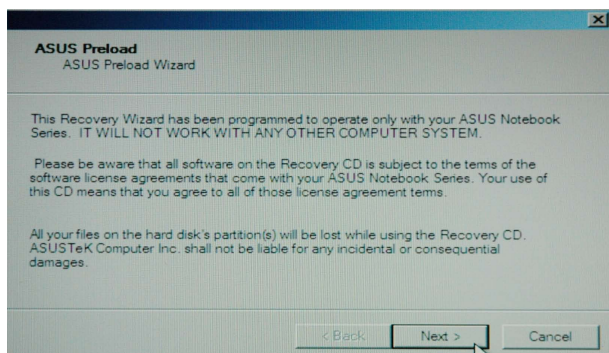 ASUS Preload
ASUS Preload Wizard
This Recovery Wizard has been programmed to operate only with your ASUS Notebook
Series. IT WILL NOT WORK WITH ANY OTHER COMPUTER SYSTEM.
Please be aware that all software on the Recovery CD is subject to the terms of the
software license agreements that come with your ASUS Notebook Series. Your use of
this CD means that you agree to all of those license agreement terms.
All your files on the hard disk's partition(s) will be lost while using the Recovery CD.
ASUSTeK Computer Inc. shall not be liable for any incidental or consequential
damages.
< Back Next > Cancel